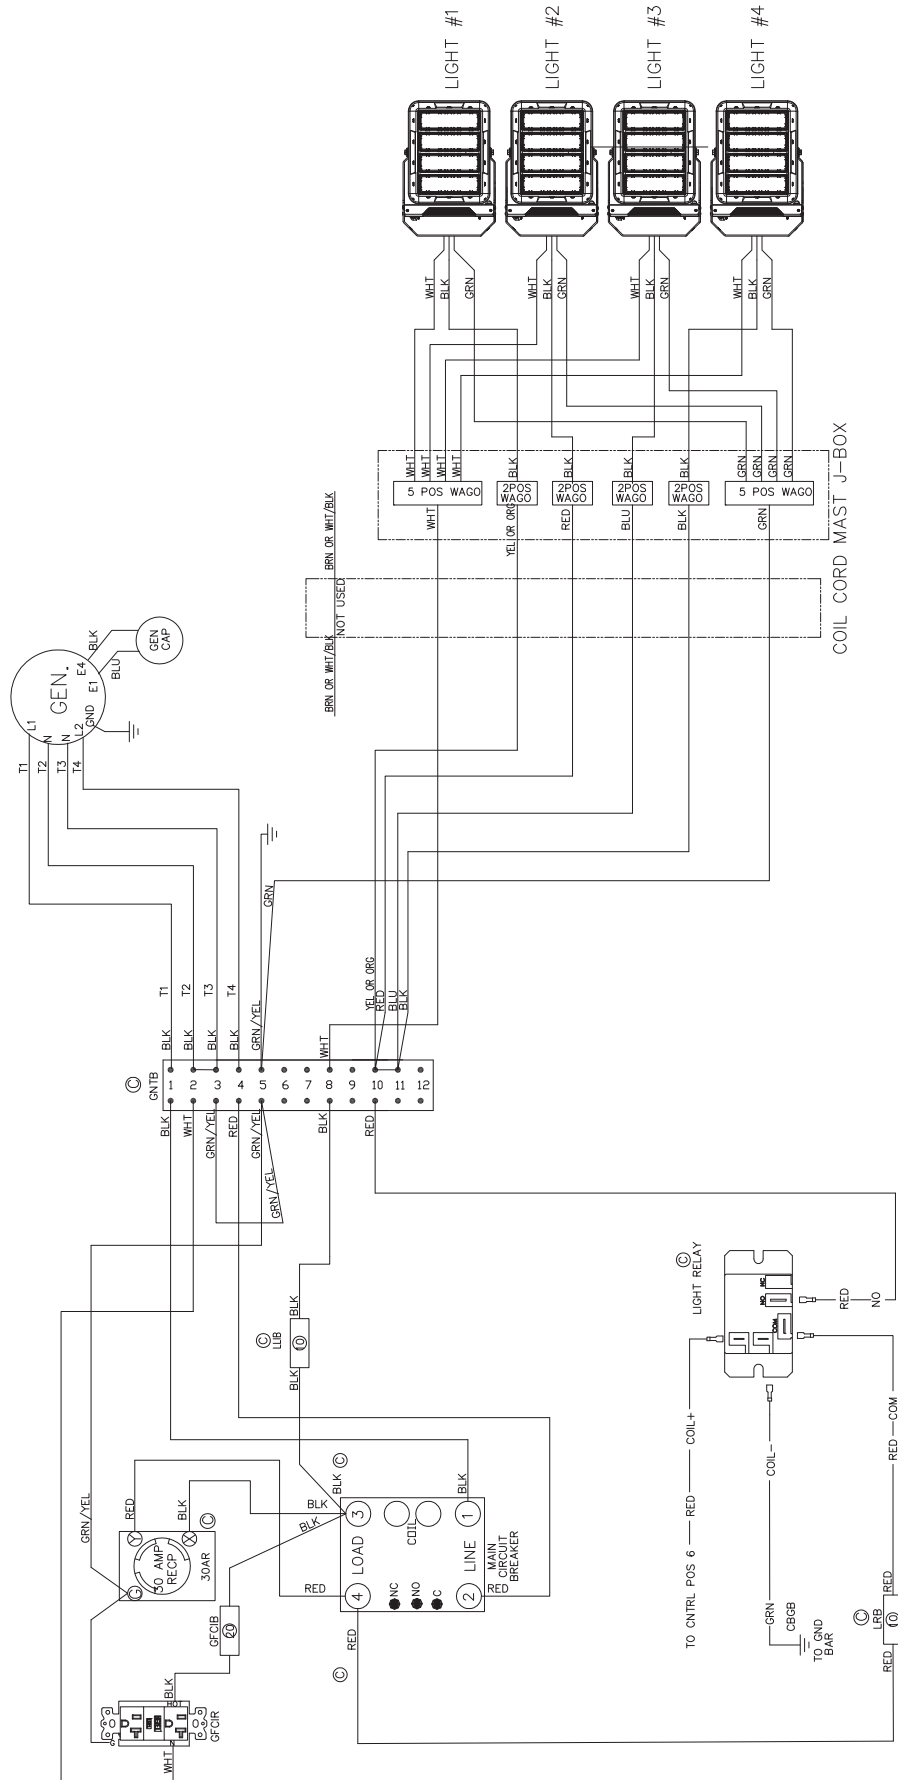 LIGHT #1
LIGHT #2
LIGHT #3
LIGHT #4
WHT
BLK
GRN
WHT
BLK
GRN
WHT
BLK
GRN
WHT
BLK
GRN
WHT
WHT
WHT
WHT
BLK
BLK
BLK
BLK
GRN
GRN
GRN
GRN
5 POS WAGO
2POS
WAGO
2POS
WAGO
2POS
WAGO
2POS
WAGO
5 POS WAGO
WHT
YEL OR ORG
RED
BLU
BLK
GRN
COIL CORD MAST J-BOX
BRN OR WHT/BLK
NOT USED
BRN OR WHT/BLK
GEN
CAP
BLK
BLU
GEN.
E4
E1
L1
N
N
L2
GND
T1
T2
T3
T4
GRN
T1
T2
T3
T4
BLK
BLK
BLK
BLK
GRN/YEL
WHT
YEL OR ORG
RED
BLU
BLK
©
GNTB
1
2
3
4
5
6
7
8
9
10
11
12
BLK
WHT
GRN/YEL
RED
GRN/YEL
GRN/YEL
BLK
RED
BLK
©
LLIB
10
BLK
©
LIGHT RELAY
NC
NO
COM
RED
NO
TO CNTRL POS 6
RED
COIL+
COIL-
GRN
CBGB
TO GND
BAR
COM
RED
RED
©
LRB
10
RED
GRN/YEL
RED
BLK
©
Y
X
G
30 AMP
RECP
30AR
BLK ©
BLK
BLK
BLK
3
LOAD
4
COIL
1
LINE
2
NC
NO
C
MAIN
CIRCUIT
BREAKER
RED
RED
RED
©
GFCIB
20
BLK
HOT
G
N
WHT
GFCIR